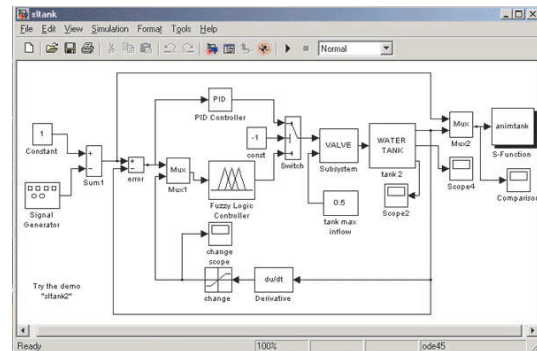 sltank
File Edit View Simulation Format Tools Help
Normal
PID
PID Controller
1
Constant
-1
const
Switch
VALVE
Subsystem
WATER
TANK
tank 2
Mux
Mux2
animtank
S-Function
Sum1
error
Mux
Mux1
Fuzzy Logic
Controller
Scope4
Comparison
Signal
Generator
Scope2
0.5
tank max
inflow
change
scope
du/dt
change
Derivative
Try the demo
"sltank2"
Ready
100%
ode45